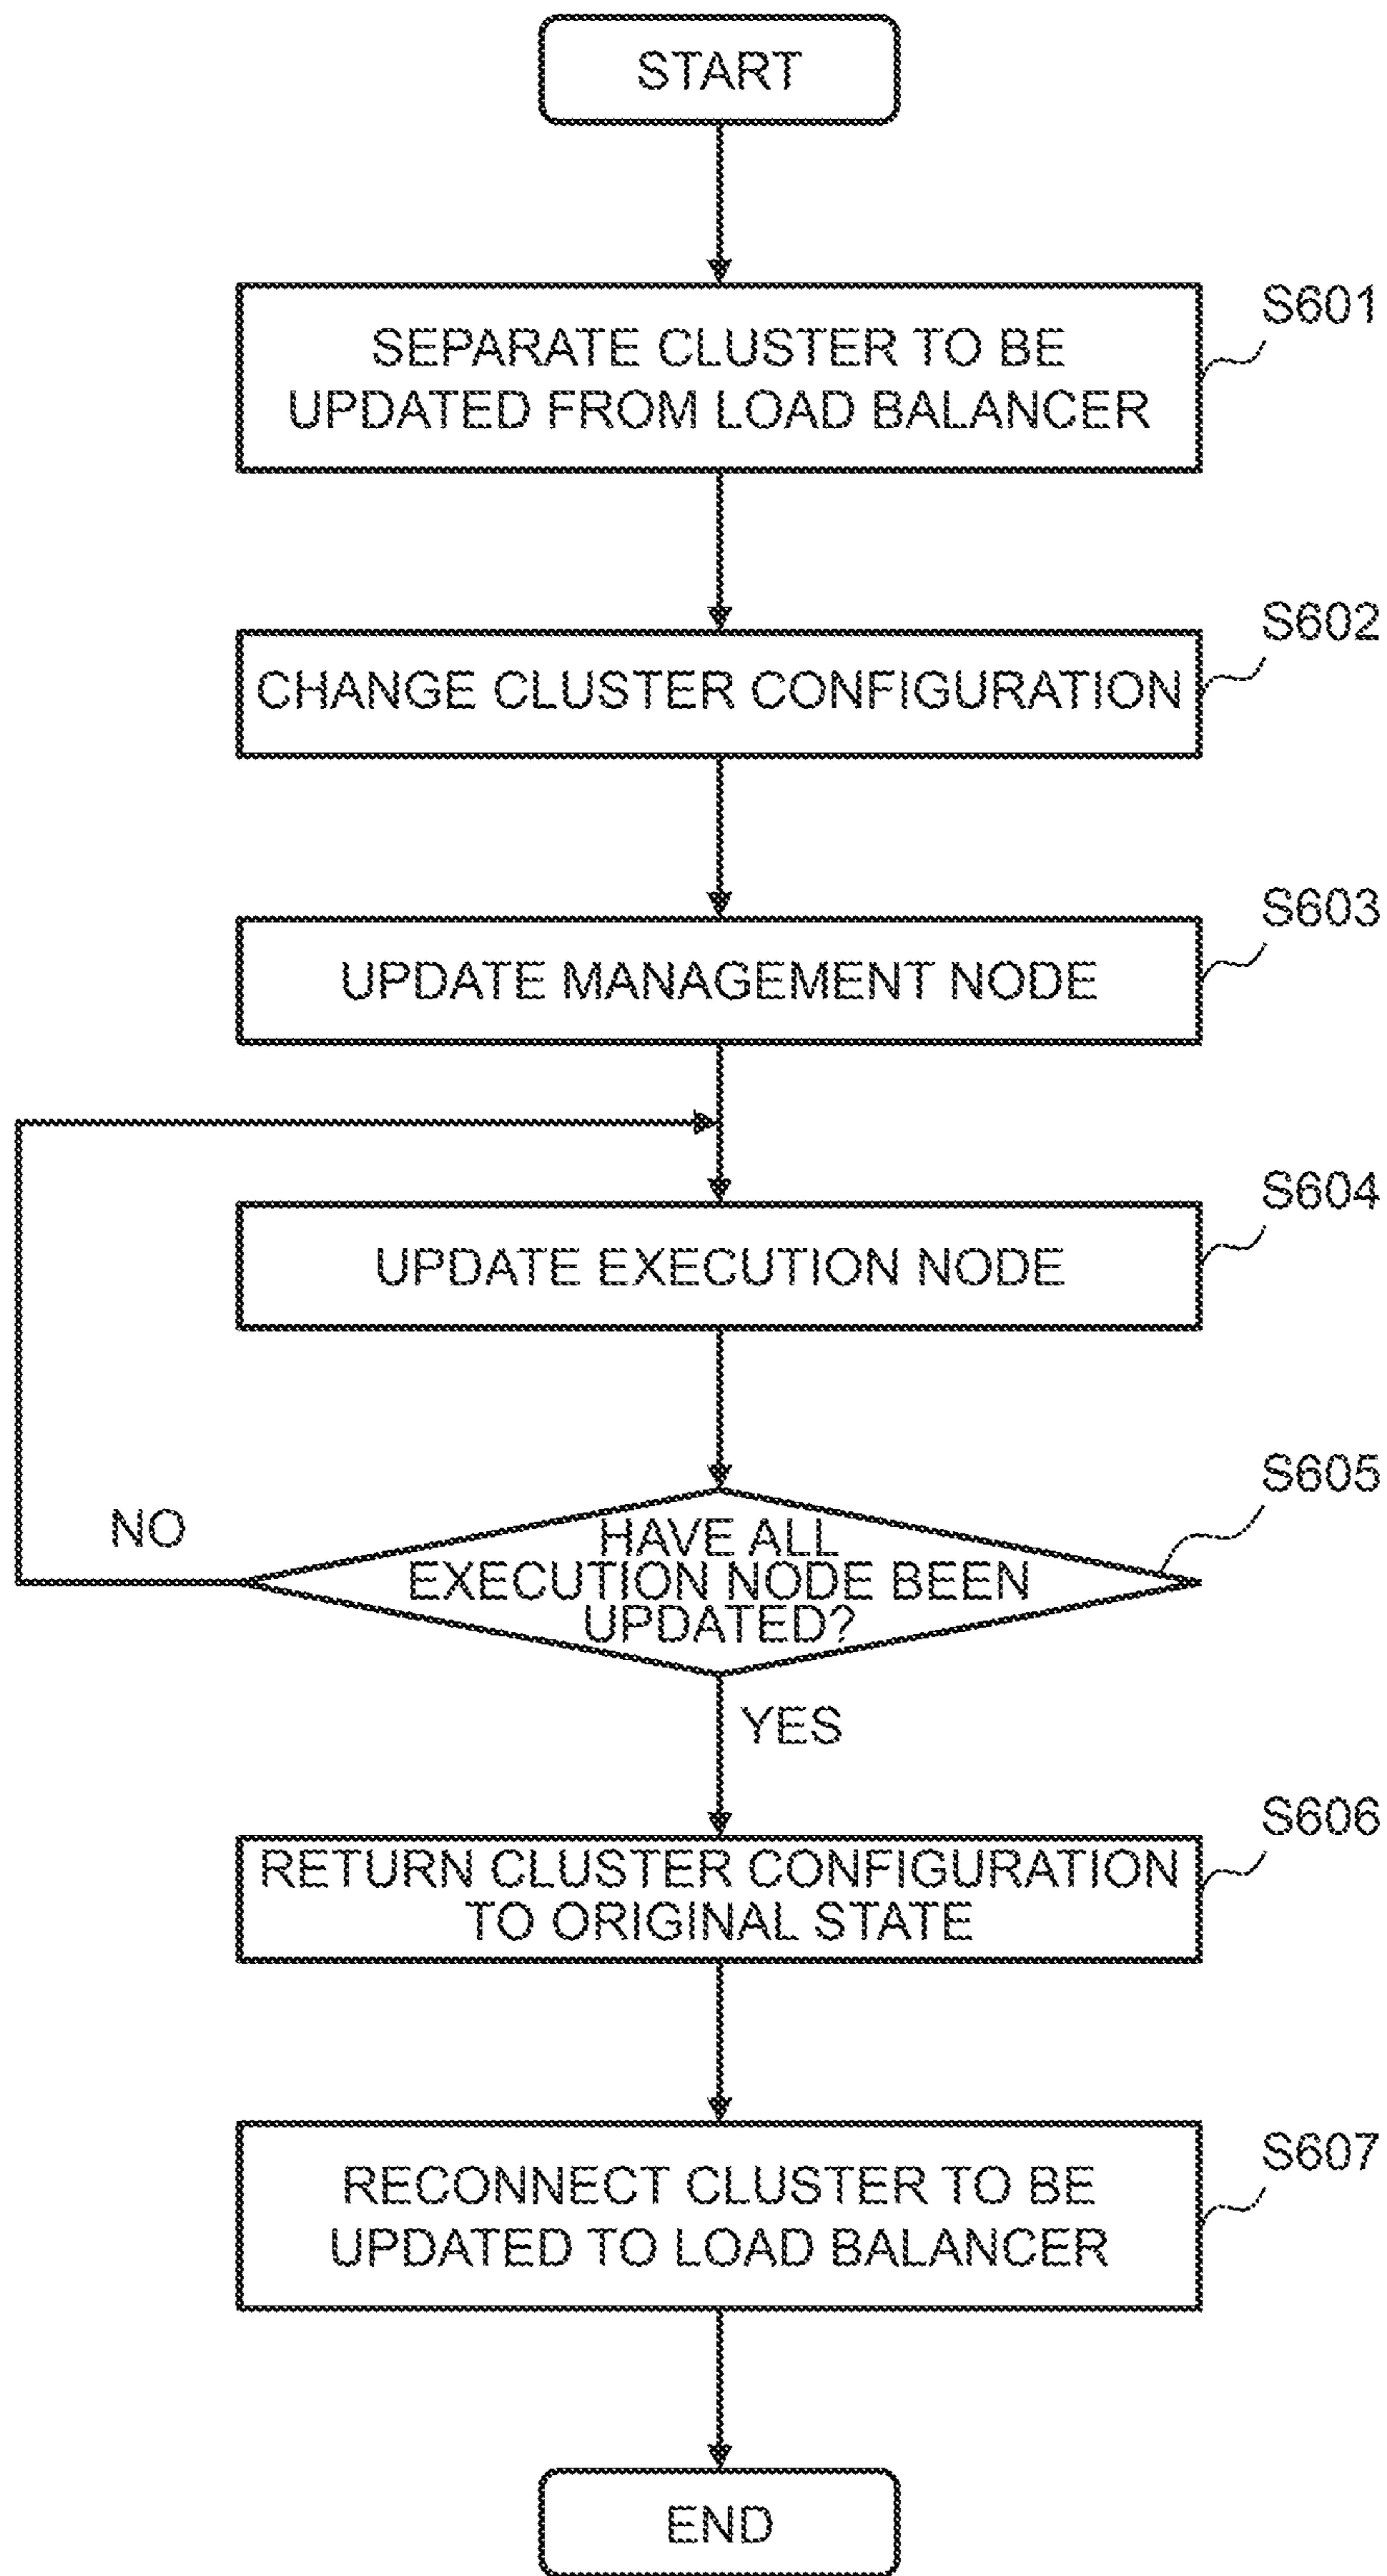 START
S601
SEPARATE CLUSTER TO BE
UPDATED FROM LOAD BALANCER
S602
CHANGE CLUSTER CONFIGURATION
S603
UPDATE MANAGEMENT NODE
S604
UPDATE EXECUTION NODE
S605
NO
HAVE ALL
EXECUTION NODE BEEN
UPDATED?
YES
S606
RETURN CLUSTER CONFIGURATION
TO ORIGINAL STATE
S607
RECONNECT CLUSTER TO BE
UPDATED TO LOAD BALANCER
END